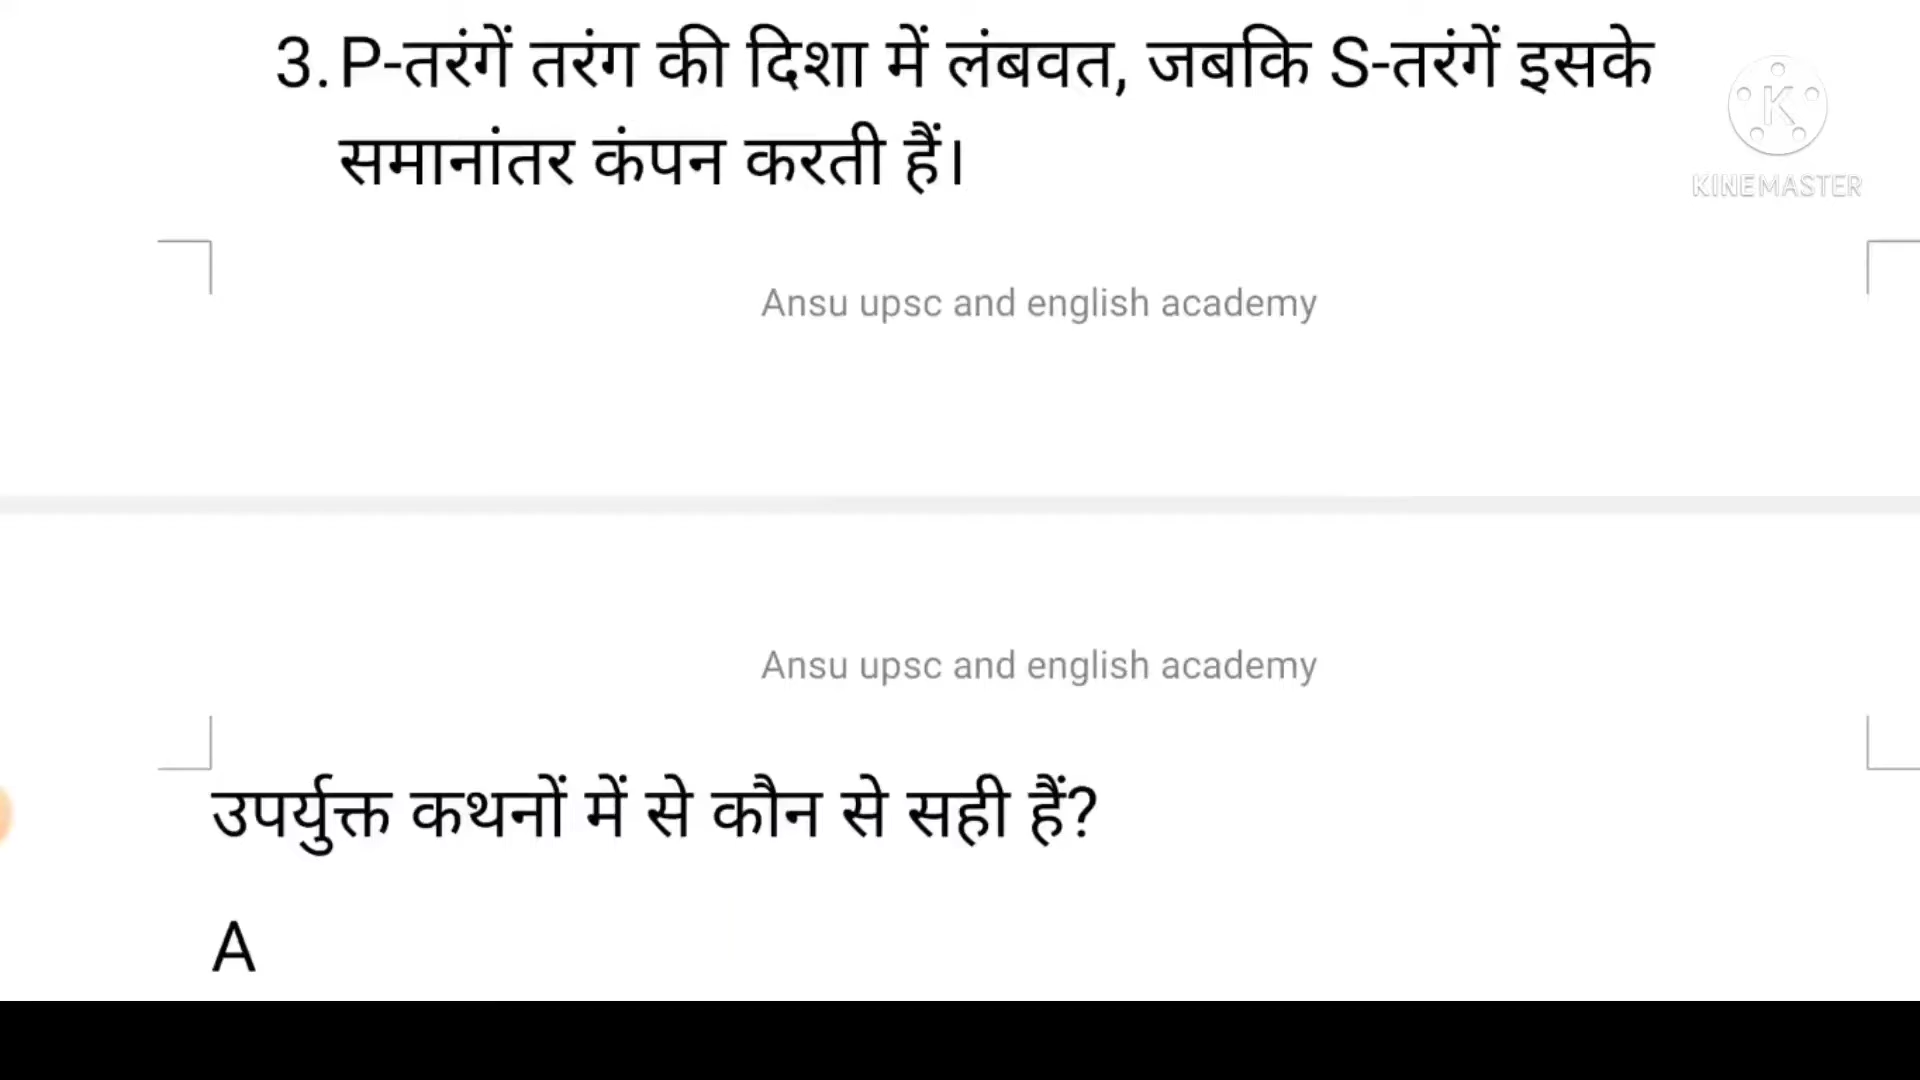 3. P-तरंगें तरंग की दिशा में लंबवत, जबकि S-तरंगें इसके
समानांतर कंपन करती हैं।
K
KINEMASTER
Ansu upsc and english academy
Ansu upsc and english academy
उपर्युक्त कथनों में से कौन से सही हैं?
A